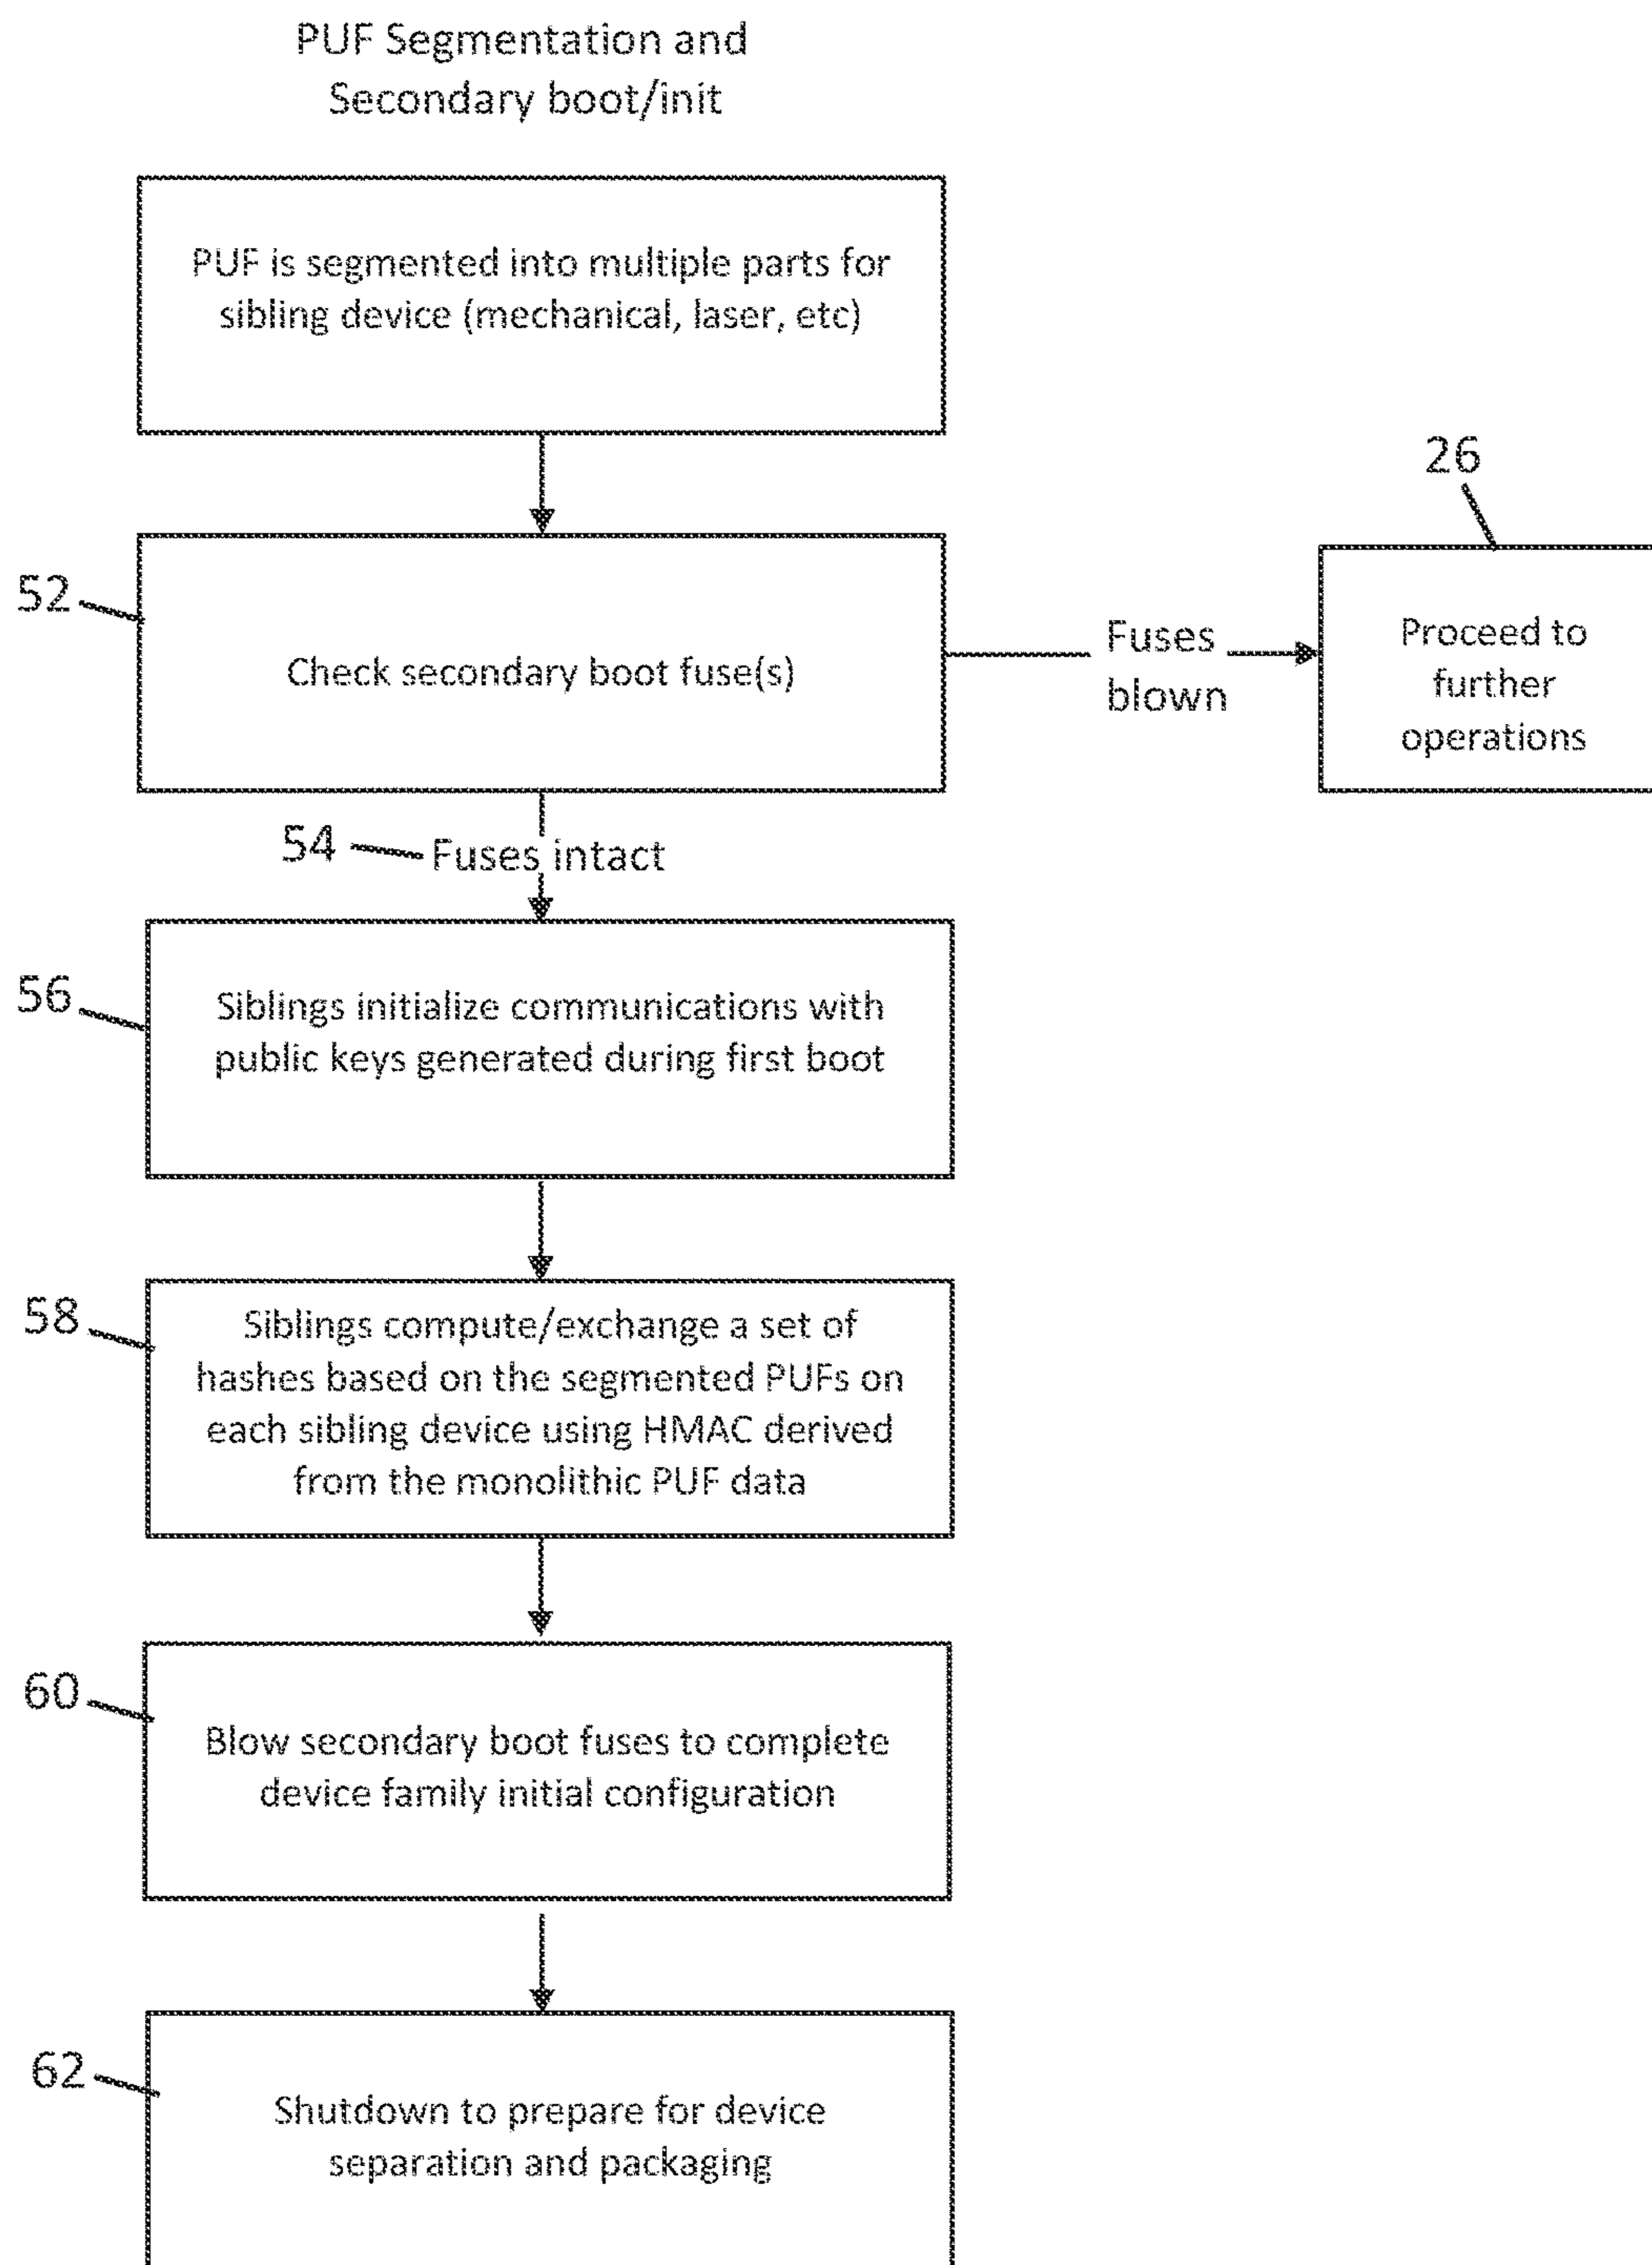 PUF Segmentation and
Secondary boot/init
PUF is segmented into multiple parts for
sibling device (mechanical, laser, etc)
26
52
Check secondary boot fuse(s)
Fuses
blown
Proceed to
further
operations
54
Fuses intact
56
Siblings initialize communications with
public keys generated during first boot
58
Siblings compute/exchange a set of
hashes based on the segmented PUFs on
each sibling device using HMAC derived
from the monolithic PUF data
60
Blow secondary boot fuses to complete
device family initial configuration
62
Shutdown to prepare for device
separation and packaging